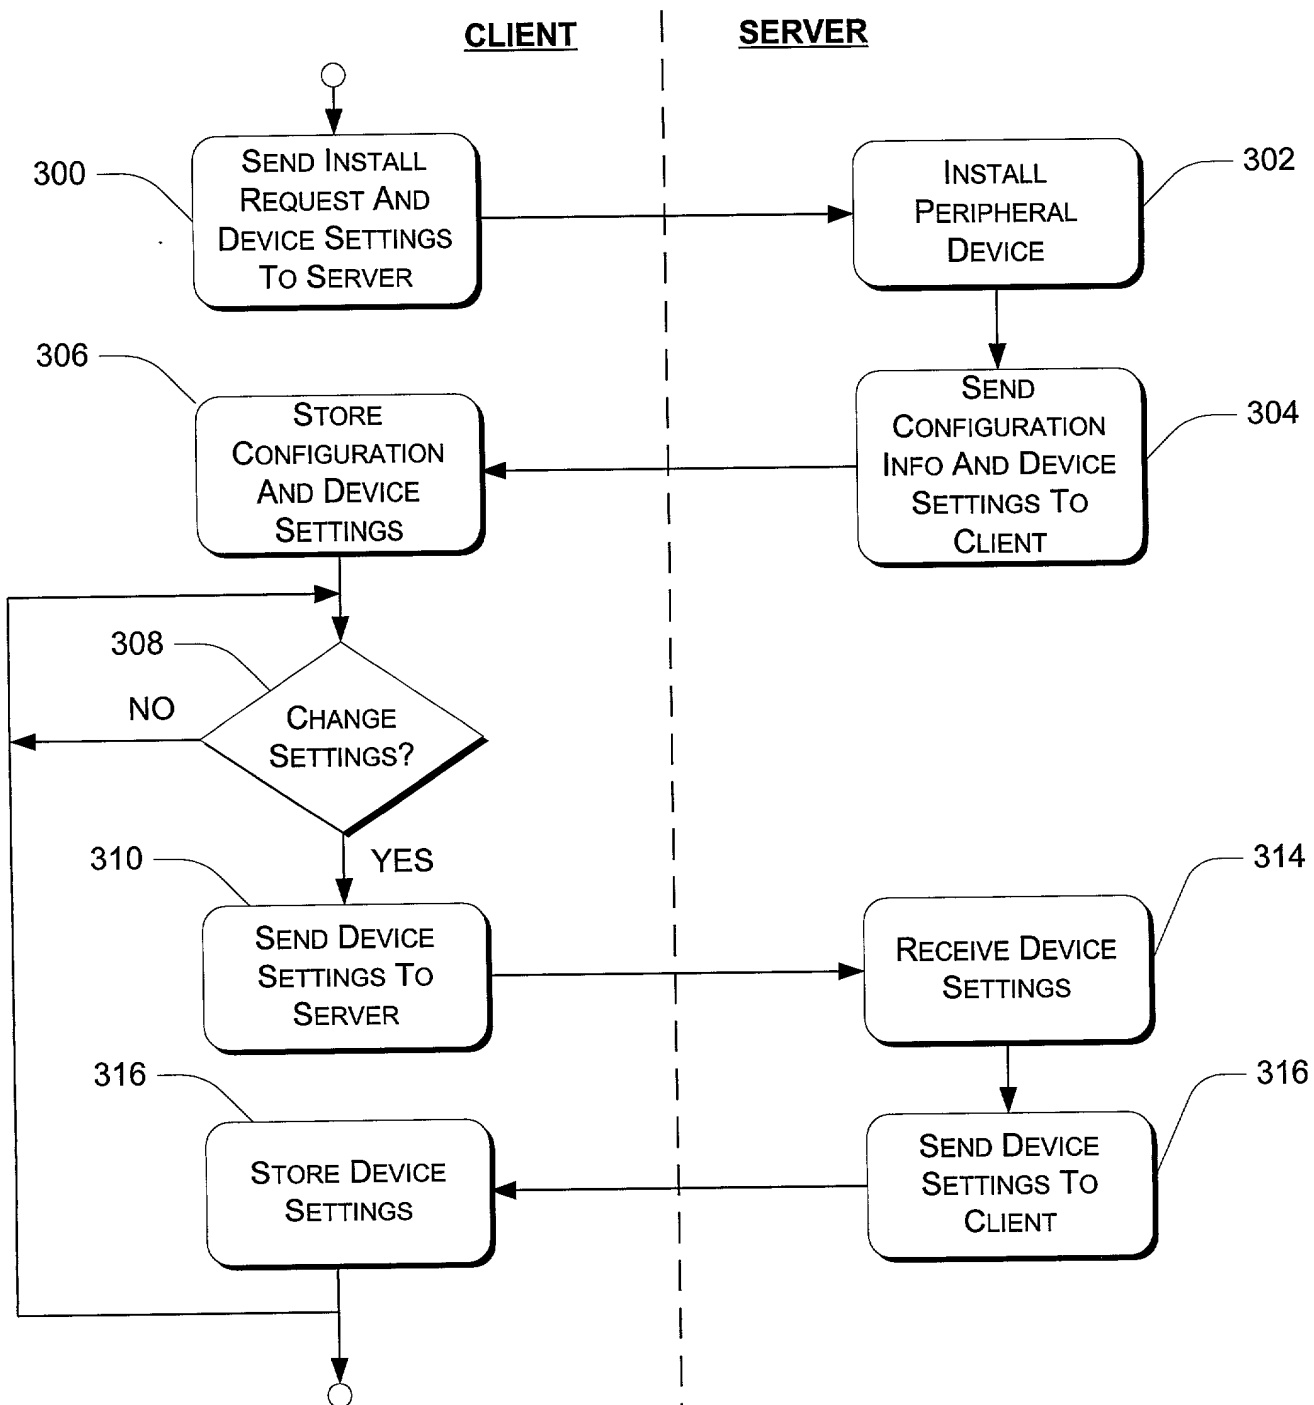 CLIENT
SERVER
300
SEND INSTALL
REQUEST AND
DEVICE SETTINGS
TO SERVER
INSTALL
PERIPHERAL
DEVICE
302
306
STORE
CONFIGURATION
AND DEVICE
SETTINGS
SEND
CONFIGURATION
INFO AND DEVICE
SETTINGS TO
CLIENT
304
308
NO
CHANGE
SETTINGS?
YES
310
SEND DEVICE
SETTINGS TO
SERVER
RECEIVE DEVICE
SETTINGS
314
316
STORE DEVICE
SETTINGS
SEND DEVICE
SETTINGS TO
CLIENT
316